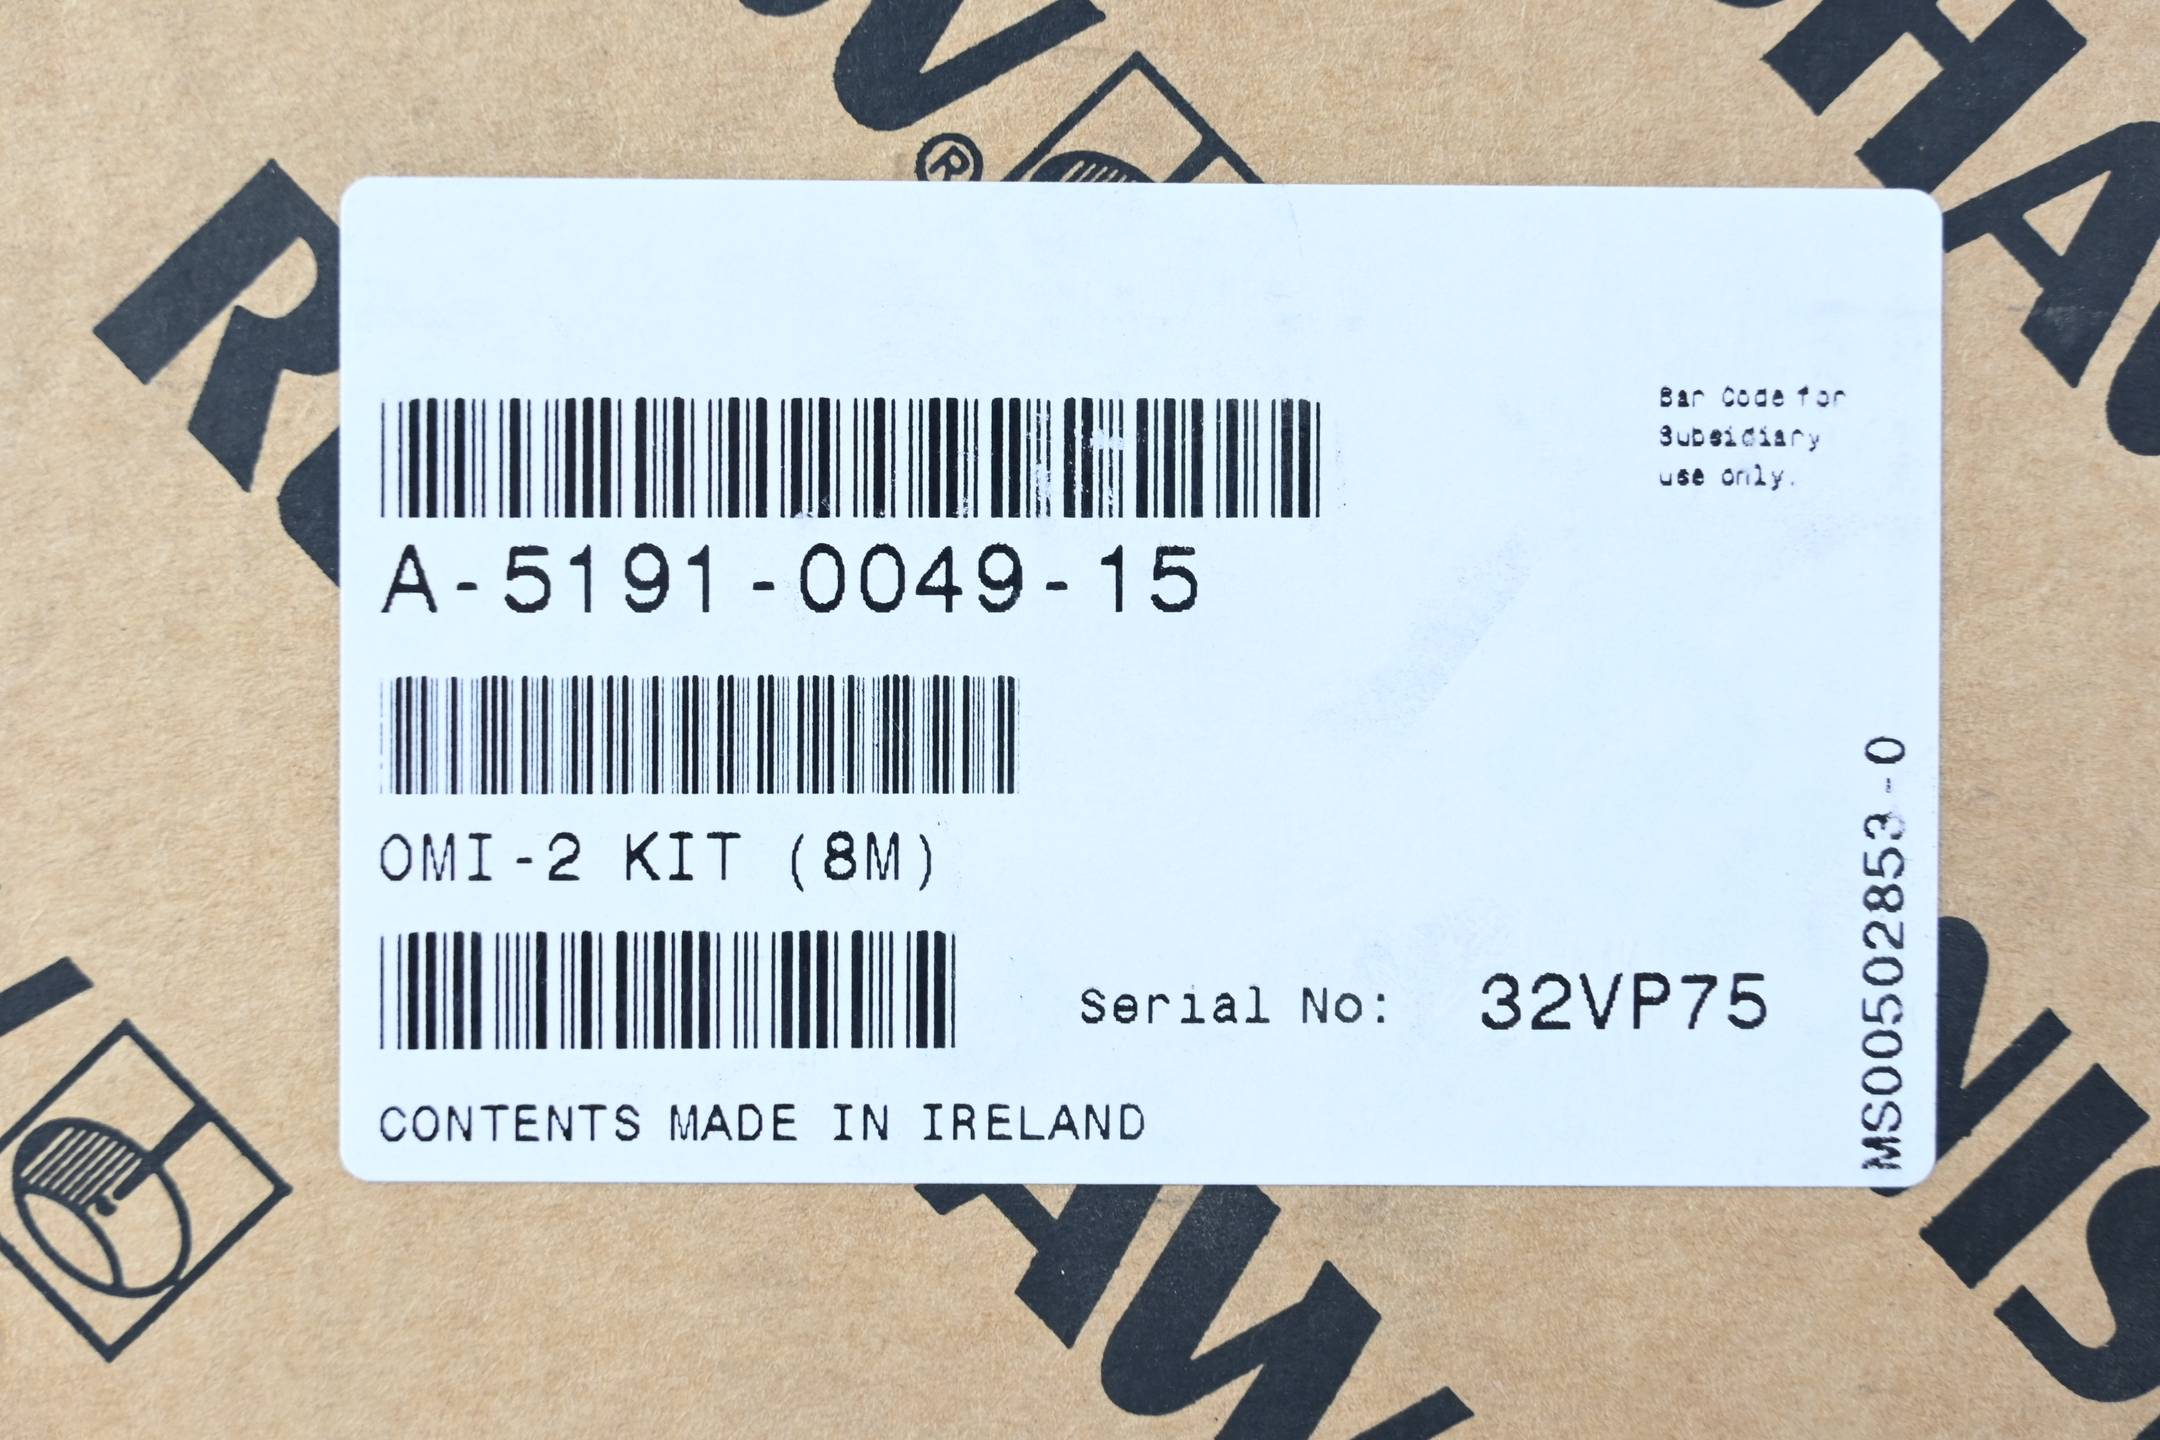 ®
A-5191-0049-15
Bar Code for
Subsidiary
use only.
OMI-2 KIT (8M)
Serial No: 32VP75
CONTENTS MADE IN IRELAND
MS00502853-0